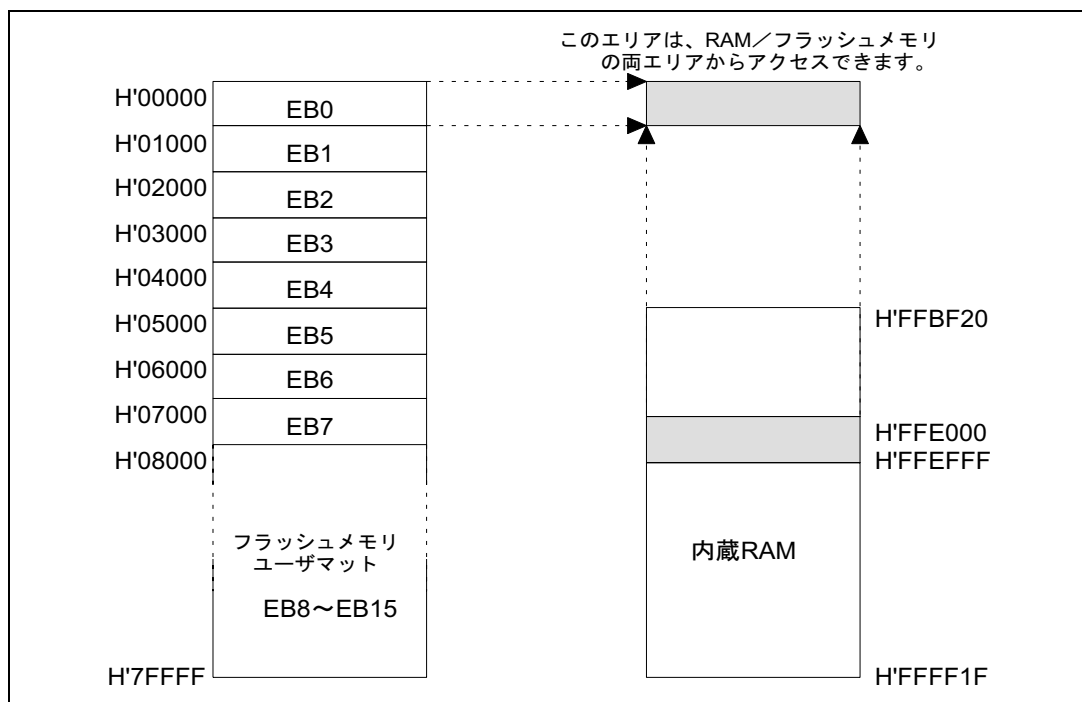 このエリアは、RAM／フラッシュメモリ
の両エリアからアクセスできます。
H'00000
EB0
H'01000
EB1
H'02000
EB2
H'03000
EB3
H'04000
EB4
H'05000
EB5
H'06000
EB6
H'07000
EB7
H'08000
フラッシュメモリ
ユーザマット
EB8～EB15
H'7FFFF
H'FFBF20
H'FFE000
H'FFEFFF
内蔵RAM
H'FFFF1F